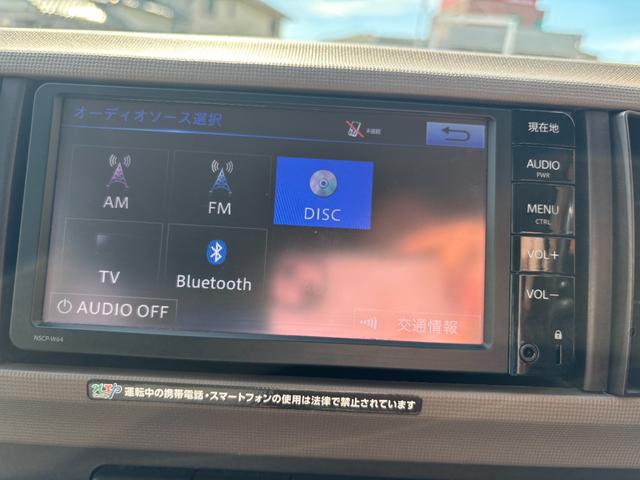 オーディオソース選択
未接続
現在地
AM
FM
DISC
AUDIO
PWR
TV
Bluetooth
MENU
CTRL
VOL+
AUDIO OFF
交通情報
VOL-
NSCP-W64
運転中の携帯電話・スマートフォンの使用は法律で禁止されています